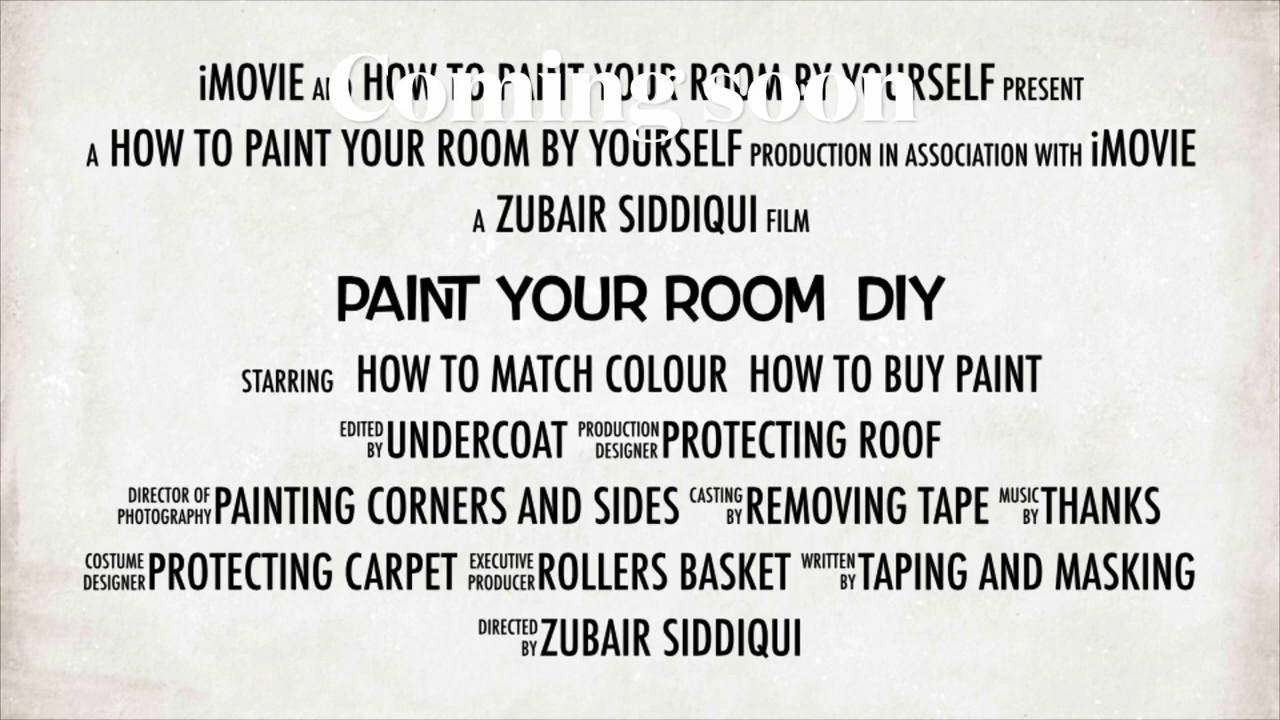 Coming soon
iMOVIE AND HOW TO PAINT YOUR ROOM BY YOURSELF PRESENT
A HOW TO PAINT YOUR ROOM BY YOURSELF PRODUCTION IN ASSOCIATION WITH iMOVIE
A ZUBAIR SIDDIQUI FILM
PAINT YOUR ROOM DIY
STARRING HOW TO MATCH COLOUR HOW TO BUY PAINT
EDITED BY UNDERCOAT PRODUCTION DESIGNER PROTECTING ROOF
DIRECTOR OF PHOTOGRAPHY PAINTING CORNERS AND SIDES CASTING BY REMOVING TAPE MUSIC BY THANKS
COSTUME DESIGNER PROTECTING CARPET EXECUTIVE PRODUCER ROLLERS BASKET WRITTEN BY TAPING AND MASKING
DIRECTED BY ZUBAIR SIDDIQUI